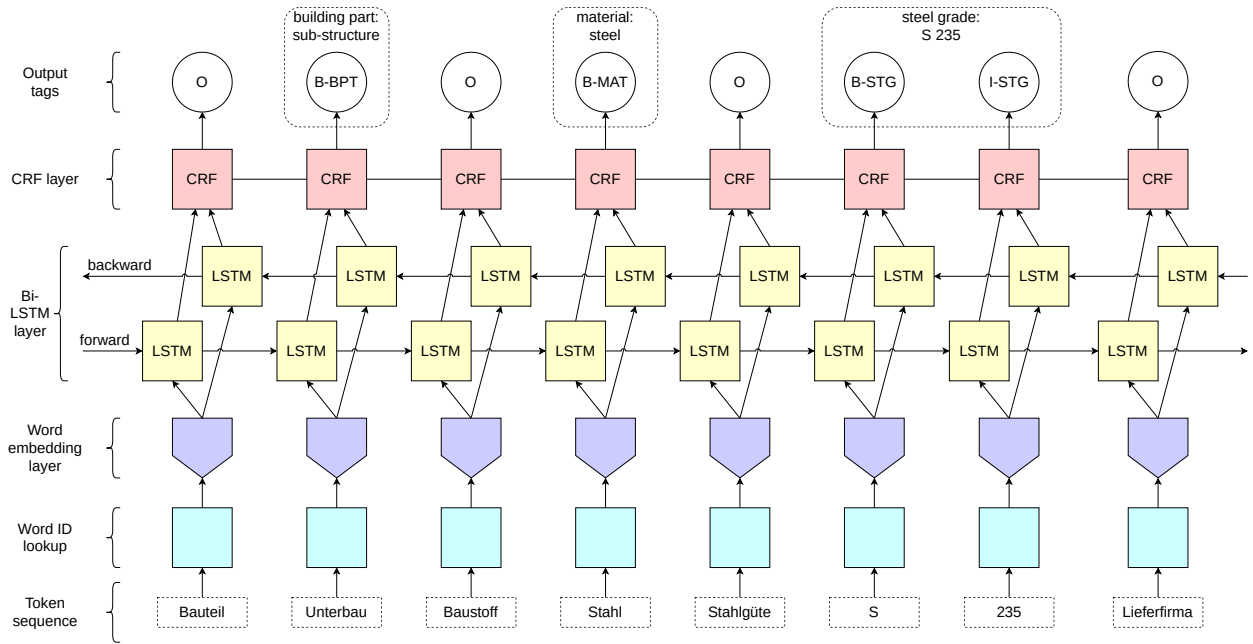 building part:
sub-structure
material:
steel
steel grade:
S 235
Output
tags
O
B-BPT
O
B-MAT
O
B-STG
I-STG
O
CRF layer
CRF
CRF
CRF
CRF
CRF
CRF
CRF
CRF
Bi-
LSTM
layer
backward
LSTM
LSTM
LSTM
LSTM
LSTM
LSTM
LSTM
LSTM
forward
LSTM
LSTM
LSTM
LSTM
LSTM
LSTM
LSTM
LSTM
Word
embedding
layer
Word ID
lookup
Token
sequence
Bauteil
Unterbau
Baustoff
Stahl
Stahlgüte
S
235
Lieferfirma